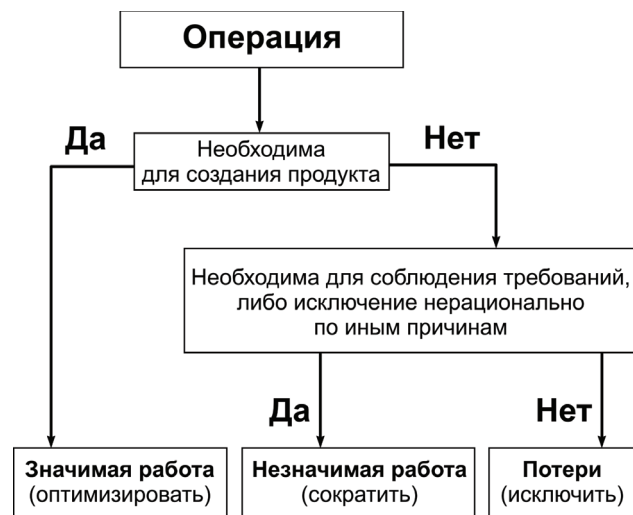 Операция
Да
Необходима
для создания продукта
Нет
Необходима для соблюдения требований,
либо исключение нерационально
по иным причинам
Да
Нет
Значимая работа
(оптимизировать)
Незначимая работа
(сократить)
Потери
(исключить)